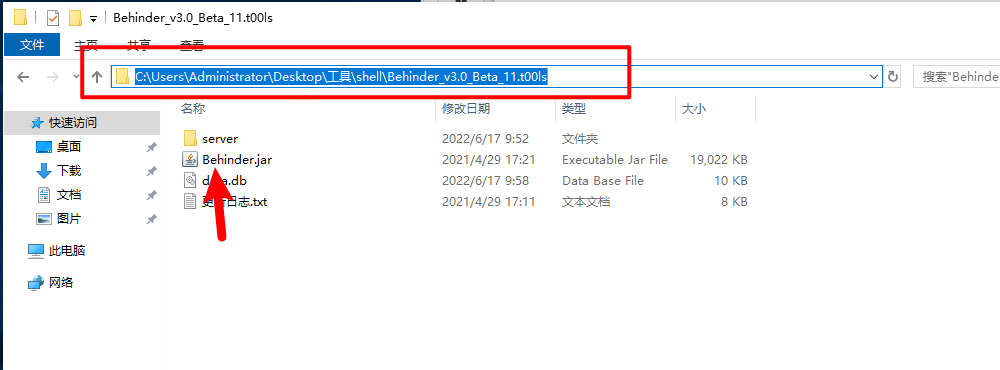 Behinder_v3.0_Beta_11.t00ls
文件 主页 共享 查看
C:\Users\Administrator\Desktop\工具\shell\Behinder_v3.0_Beta_11.t00ls 搜索"Behinde
名称 修改日期 类型 大小
快速访问
桌面
下载
文档
图片
此电脑
网络
server 2022/6/17 9:52 文件夹
Behinder.jar 2021/4/29 17:21 Executable Jar File 19,022 KB
data.db 2022/6/17 9:58 Data Base File 10 KB
更新日志.txt 2021/4/29 17:11 文本文档 8 KB